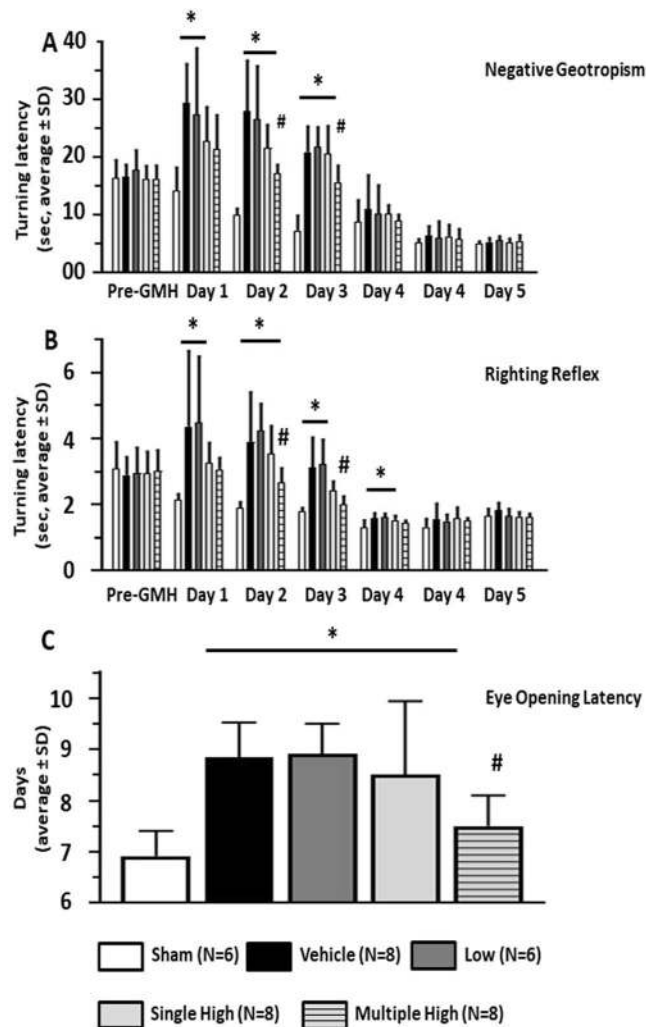 A
40
*
*
Negative Geotropism
30
*
#
#
20
10
00
Turning latency
(sec, average ± SD)
Pre-GMH Day 1 Day 2 Day 3 Day 4 Day 4 Day 5
B
*
*
Righting Reflex
6
*
#
4
#
*
2
0
Turning latency
(sec, average ± SD)
Pre-GMH Day 1 Day 2 Day 3 Day 4 Day 4 Day 5
C
*
10
Eye Opening Latency
9
#
8
7
6
Days
(average ± SD)
Sham (N=6) Vehicle (N=8) Low (N=6)
Single High (N=8) Multiple High (N=8)